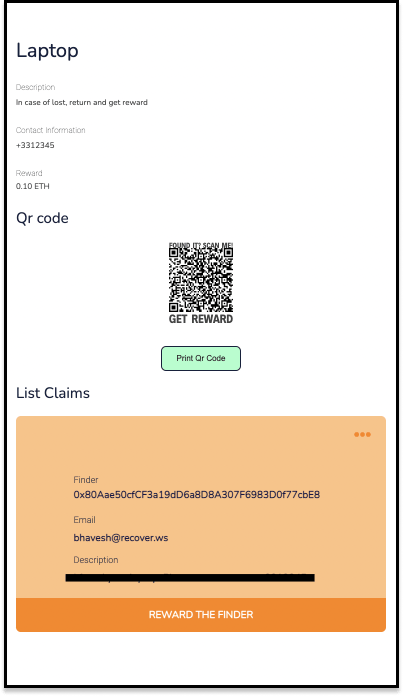 Laptop
Description
In case of lost, return and get reward
Contact Information
+3312345
Reward
0.10 ETH
Qr code
FOUND IT? SCAN ME!
GET REWARD
Print Qr Code
List Claims
Finder
0x80Aae50cfCF3a19dD6a8D8A307F6983D0f77cbE8
Email
bhavesh@recover.ws
Description
REWARD THE FINDER